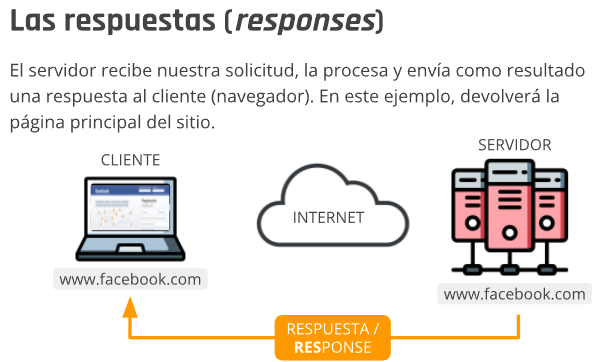 Las respuestas (responses)
El servidor recibe nuestra solicitud, la procesa y envía como resultado
una respuesta al cliente (navegador). En este ejemplo, devolverá la
página principal del sitio.
CLIENTE
SERVIDOR
INTERNET
www.facebook.com
www.facebook.com
RESPUESTA /
RESPONSE